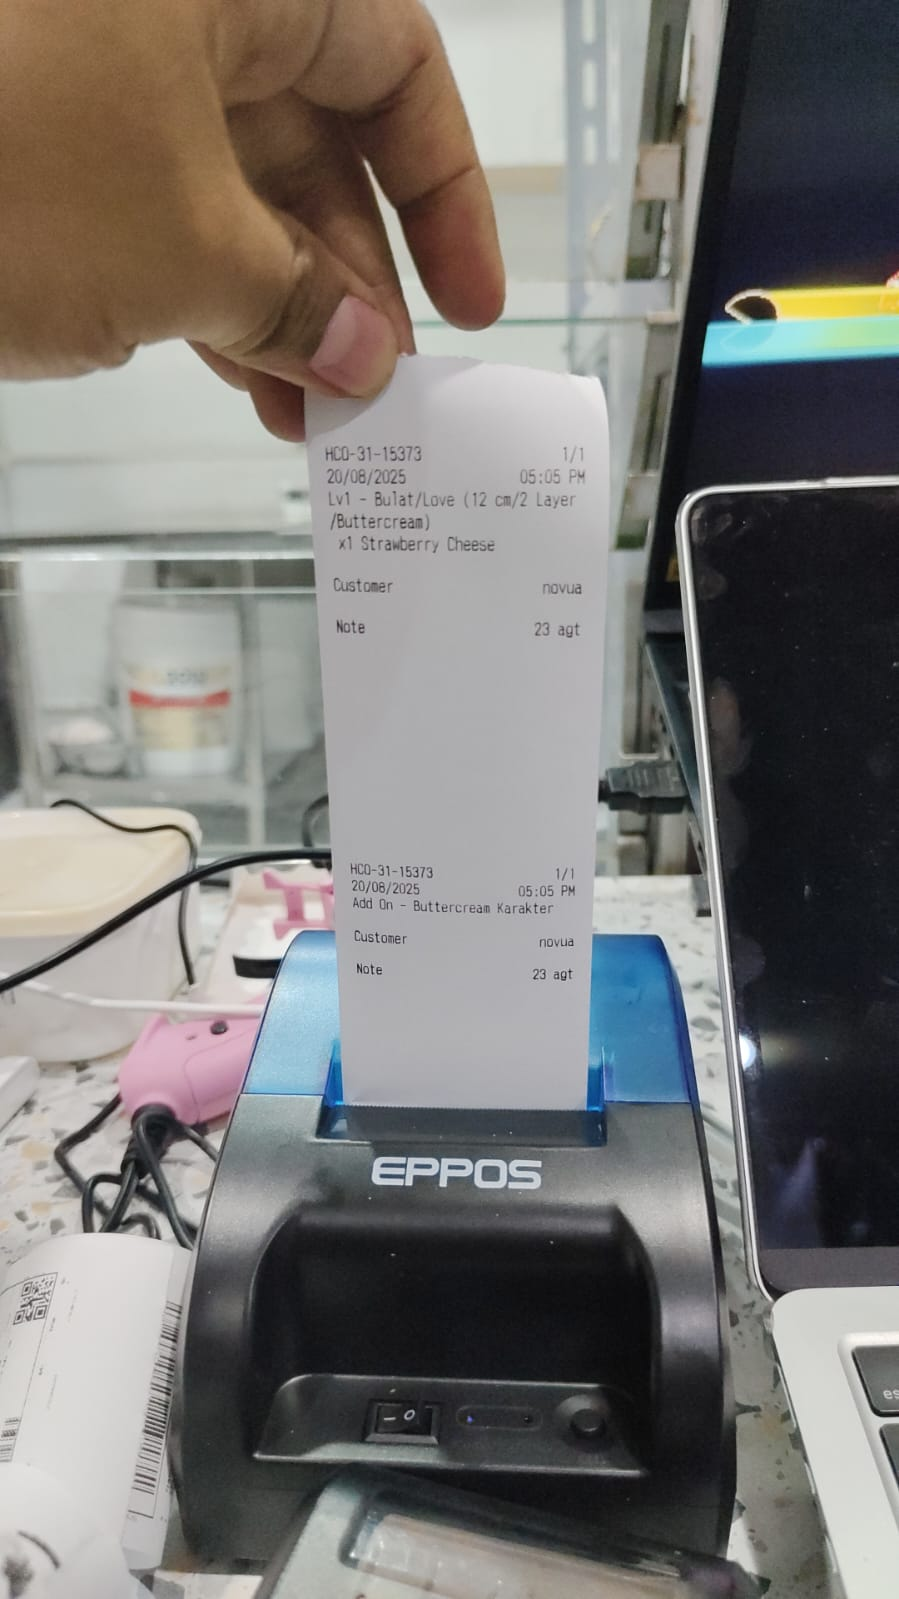 HCO-31-15373 1/1
20/08/2025 05:05 PM
Lv1 - Bulat/Love (12 cm/2 Layer
/Buttercream)
x1 Strawberry Cheese
Customer novua
Note 23 agt
HCO-31-15373 1/1
20/08/2025 05:05 PM
Add On - Buttercream Karakter
Customer novua
Note 23 agt
EPPOS
es